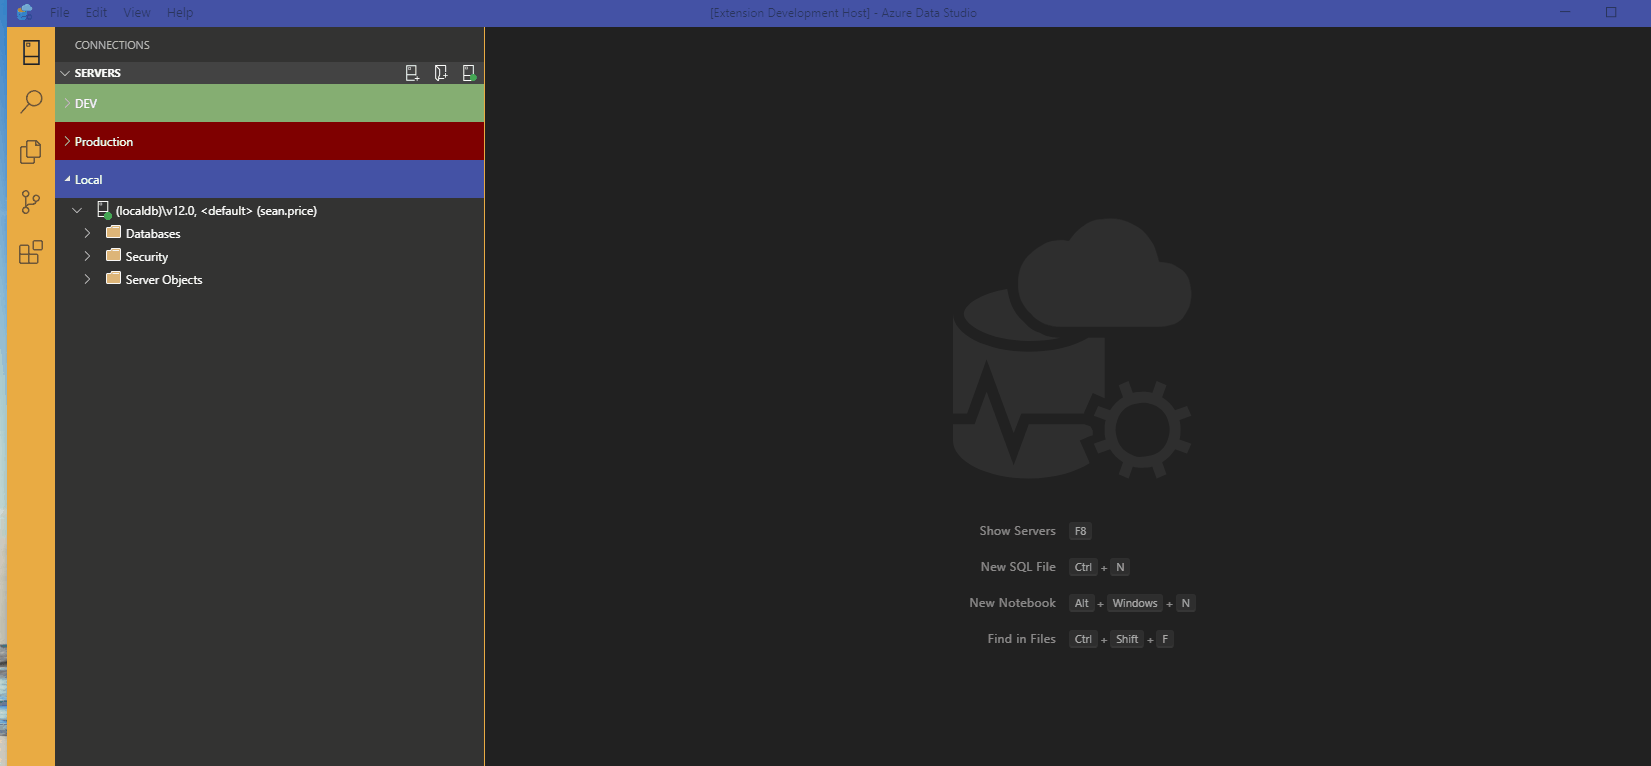 File Edit View Help
[Extension Development Host] - Azure Data Studio
CONNECTIONS
SERVERS
DEV
Production
Local
(localdb)\v12.0, <default> (sean.price)
Databases
Security
Server Objects
Show Servers F8
New SQL File Ctrl + N
New Notebook Alt + Windows + N
Find in Files Ctrl + Shift + F